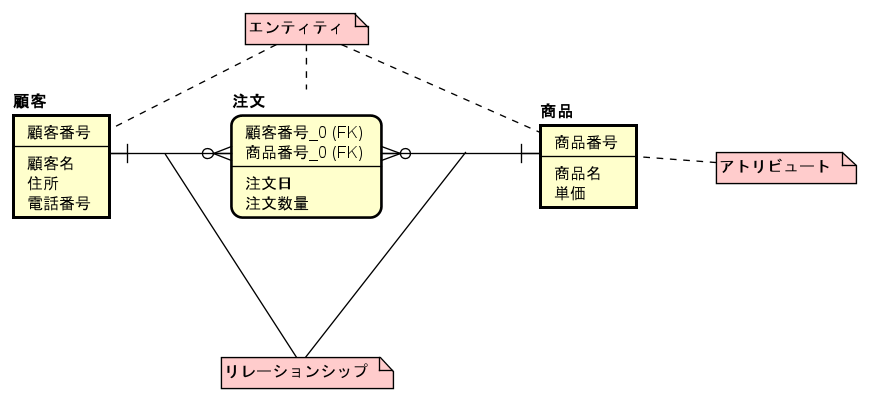 エンティティ
顧客
顧客番号
顧客名
住所
電話番号
注文
顧客番号_0 (FK)
商品番号_0 (FK)
注文日
注文数量
商品
商品番号
商品名
単価
アトリビュート
リレーションシップ